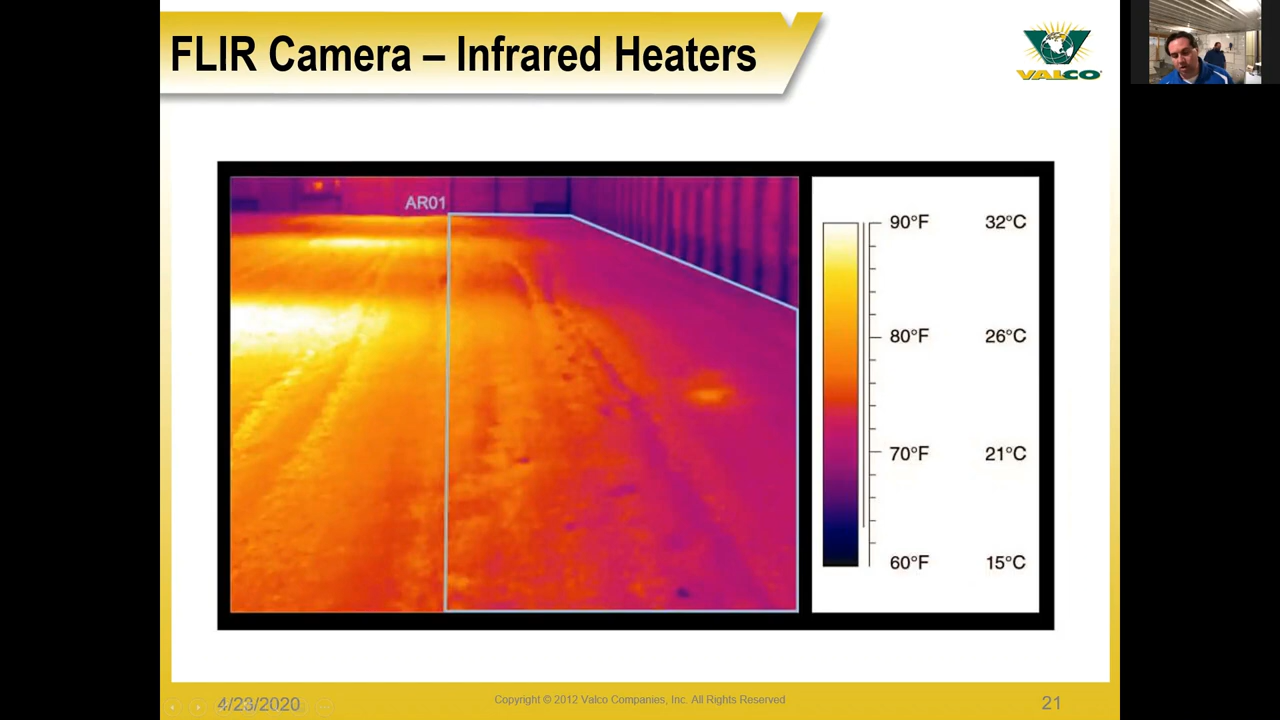 FLIR Camera – Infrared Heaters
VALCO
AR01
90°F 32°C
80°F 26°C
70°F 21°C
60°F 15°C
4/23/2020
Copyright © 2012 Valco Companies, Inc. All Rights Reserved
21